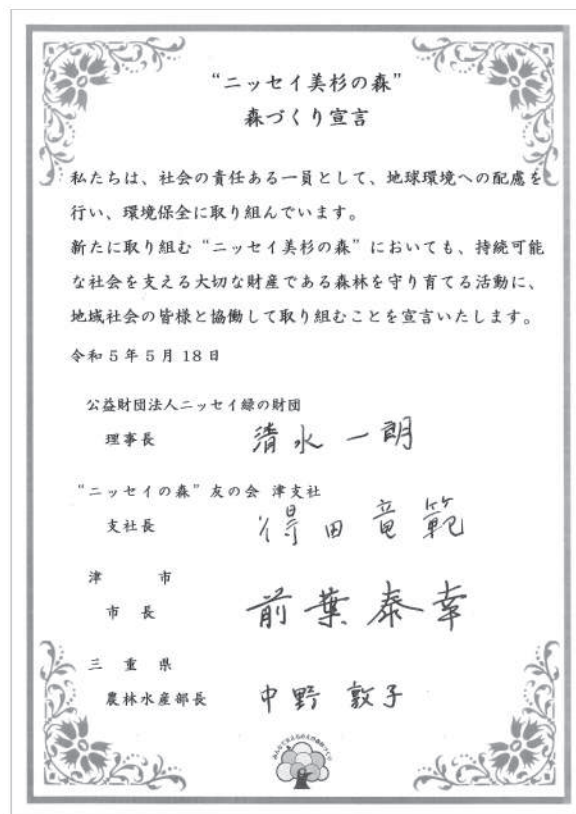 “ニッセイ美杉の森”
森づくり宣言
私たちは、社会の責任ある一員として、地球環境への配慮を
行い、環境保全に取り組んでいます。
新たに取り組む“ニッセイ美杉の森”においても、持続可能
な社会を支える大切な財産である森林を守り育てる活動に、
地域社会の皆様と協働して取り組むことを宣言いたします。
令和5年5月18日
公益財団法人ニッセイ緑の財団
理事長 清水一朗
“ニッセイの森”友の会 津支社
支社長 得田竜範
津 市
市 長 前葉泰幸
三 重 県
農林水産部長 中野敦子